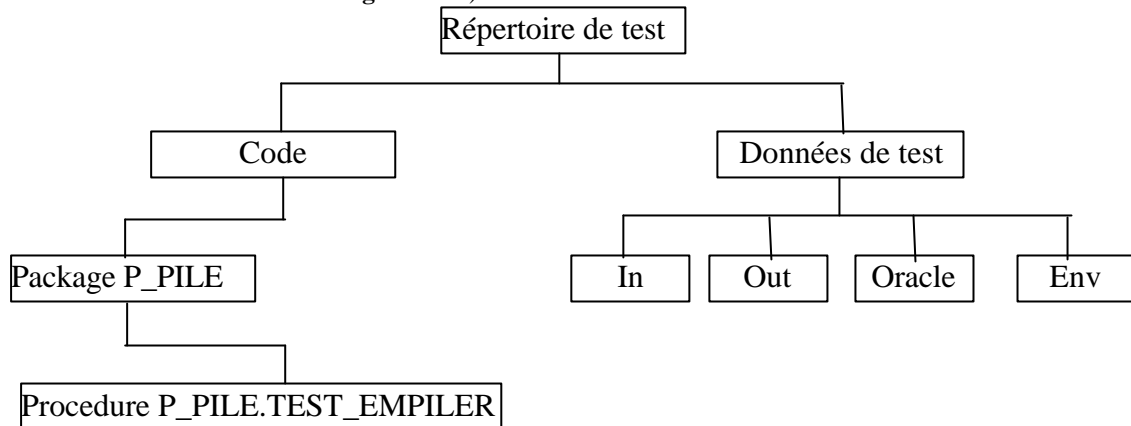 Répertoire de test
Code
Données de test
Package P_PILE
In
Out
Oracle
Env
Procedure P_PILE.TEST_EMPILER